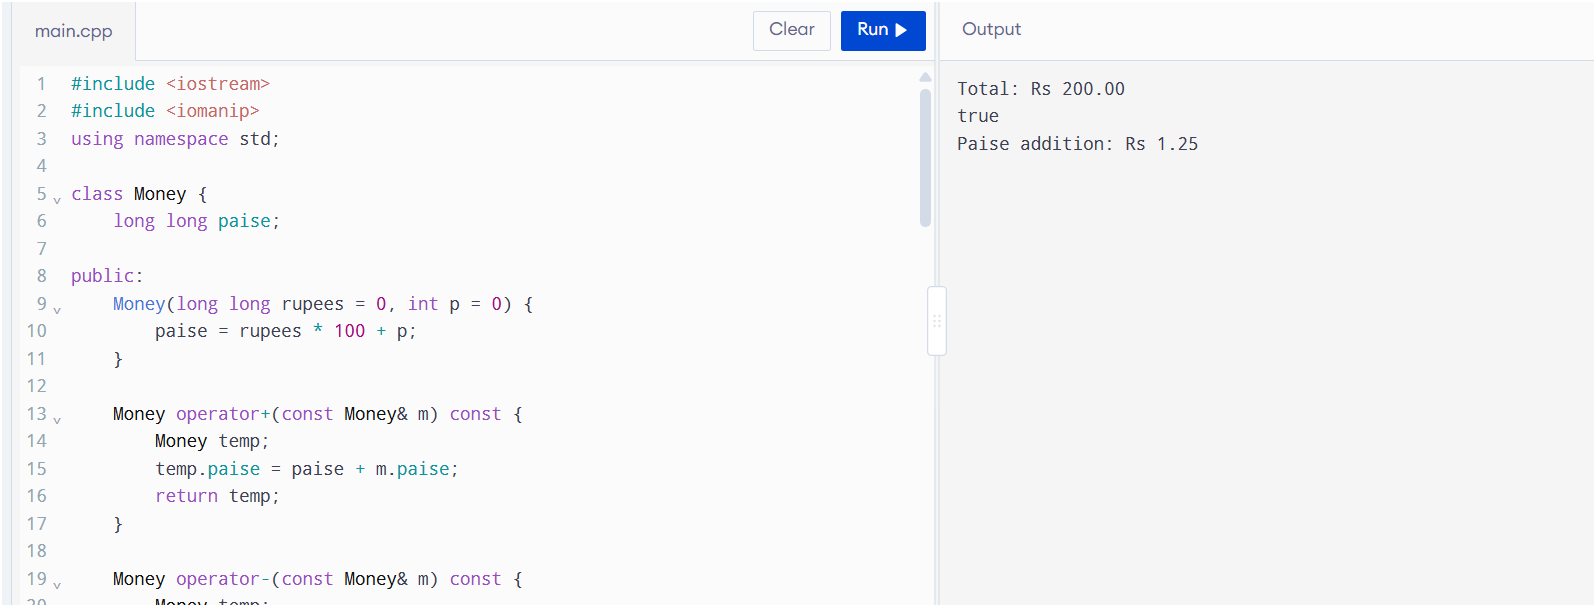 main.cpp
Clear
Run
Output
1 #include <iostream>
2 #include <iomanip>
3 using namespace std;
4
5 class Money {
6     long long paise;
7
8 public:
9     Money(long long rupees = 0, int p = 0) {
10         paise = rupees * 100 + p;
11     }
12
13     Money operator+(const Money& m) const {
14         Money temp;
15         temp.paise = paise + m.paise;
16         return temp;
17     }
18
19     Money operator-(const Money& m) const {
20         Money temp;
Total: Rs 200.00
true
Paise addition: Rs 1.25